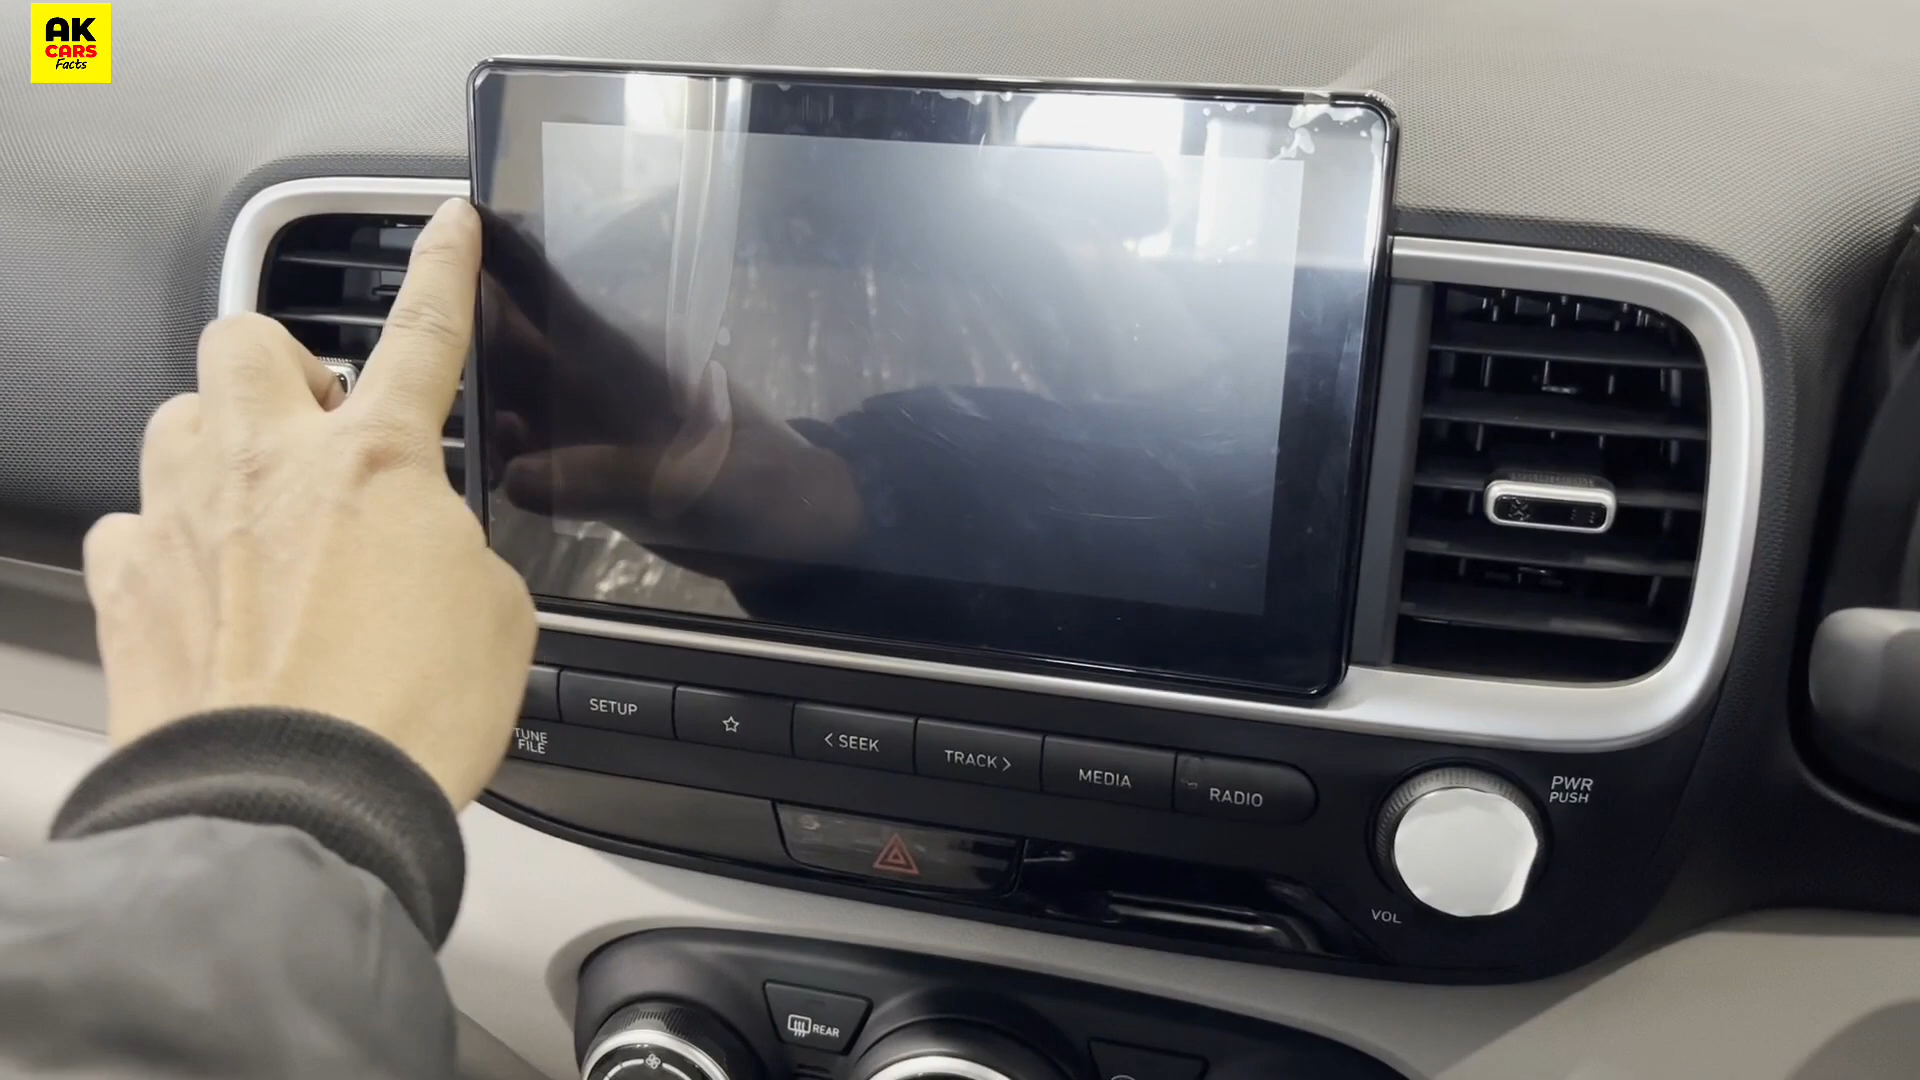 AK
CARS
Facts
SETUP
< SEEK
TRACK >
MEDIA
RADIO
TUNE
FILE
PWR
PUSH
VOL
REAR